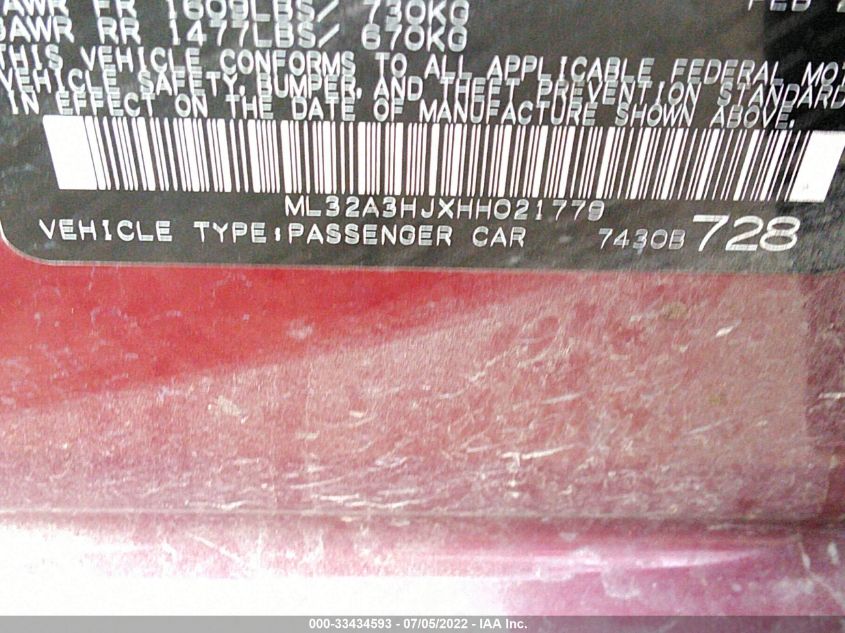 GAWR FR 1609LBS/ 730KG
GAWR RR 1477LBS/ 670KG
FEB
THIS VEHICLE CONFORMS TO ALL APPLICABLE FEDERAL MOT
VEHICLE SAFETY, BUMPER, AND THEFT PREVENTION STANDARD
IN EFFECT ON THE DATE OF MANUFACTURE SHOWN ABOVE.
ML32A3HJXHH021779
VEHICLE TYPE:PASSENGER CAR 7430B 728
000-33434593 - 07/05/2022 - IAA Inc.